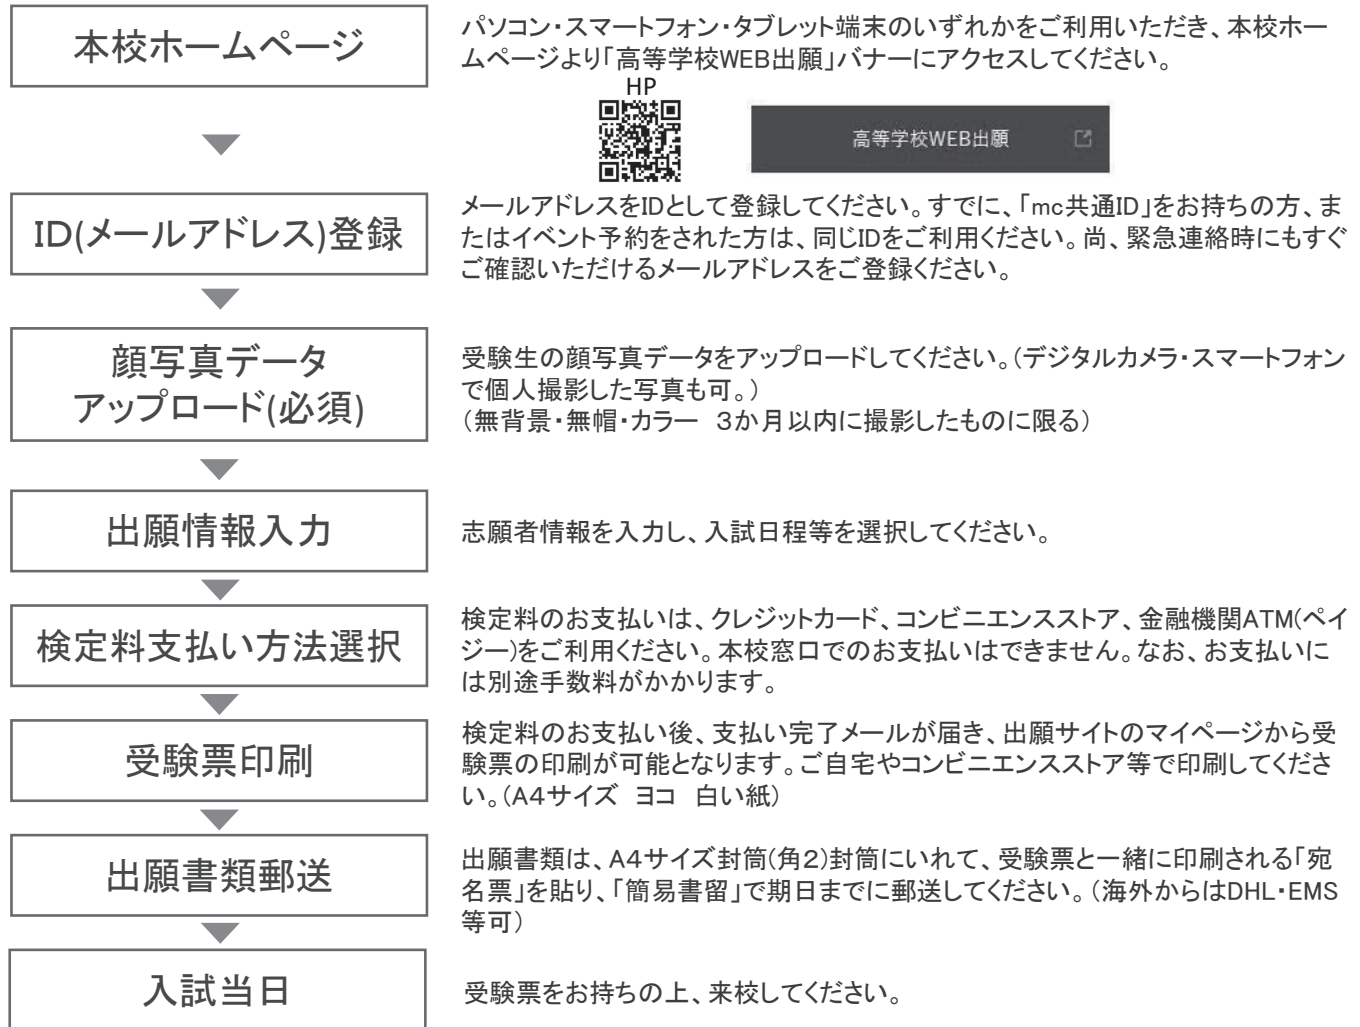 本校ホームページ
パソコン・スマートフォン・タブレット端末のいずれかをご利用いただき、本校ホー
ムページより「高等学校WEB出願」バナーにアクセスしてください。
HP
高等学校WEB出願
ID(メールアドレス)登録
メールアドレスをIDとして登録してください。すでに、「mc共通ID」をお持ちの方、ま
たはイベント予約をされた方は、同じIDをご利用ください。尚、緊急連絡時にもすぐ
ご確認いただけるメールアドレスをご登録ください。
顔写真データ
アップロード(必須)
受験生の顔写真データをアップロードしてください。（デジタルカメラ・スマートフォン
で個人撮影した写真も可。）
（無背景・無帽・カラー　３か月以内に撮影したものに限る）
出願情報入力
志願者情報を入力し、入試日程等を選択してください。
検定料支払い方法選択
検定料のお支払いは、クレジットカード、コンビニエンスストア、金融機関ATM(ペイ
ジー)をご利用ください。本校窓口でのお支払いはできません。なお、お支払いに
は別途手数料がかかります。
受験票印刷
検定料のお支払い後、支払い完了メールが届き、出願サイトのマイページから受
験票の印刷が可能となります。ご自宅やコンビニエンスストア等で印刷してくださ
い。（A4サイズ　ヨコ　白い紙）
出願書類郵送
出願書類は、A4サイズ封筒(角2)封筒にいれて、受験票と一緒に印刷される「宛
名票」を貼り、「簡易書留」で期日までに郵送してください。（海外からはDHL・EMS
等可）
入試当日
受験票をお持ちの上、来校してください。